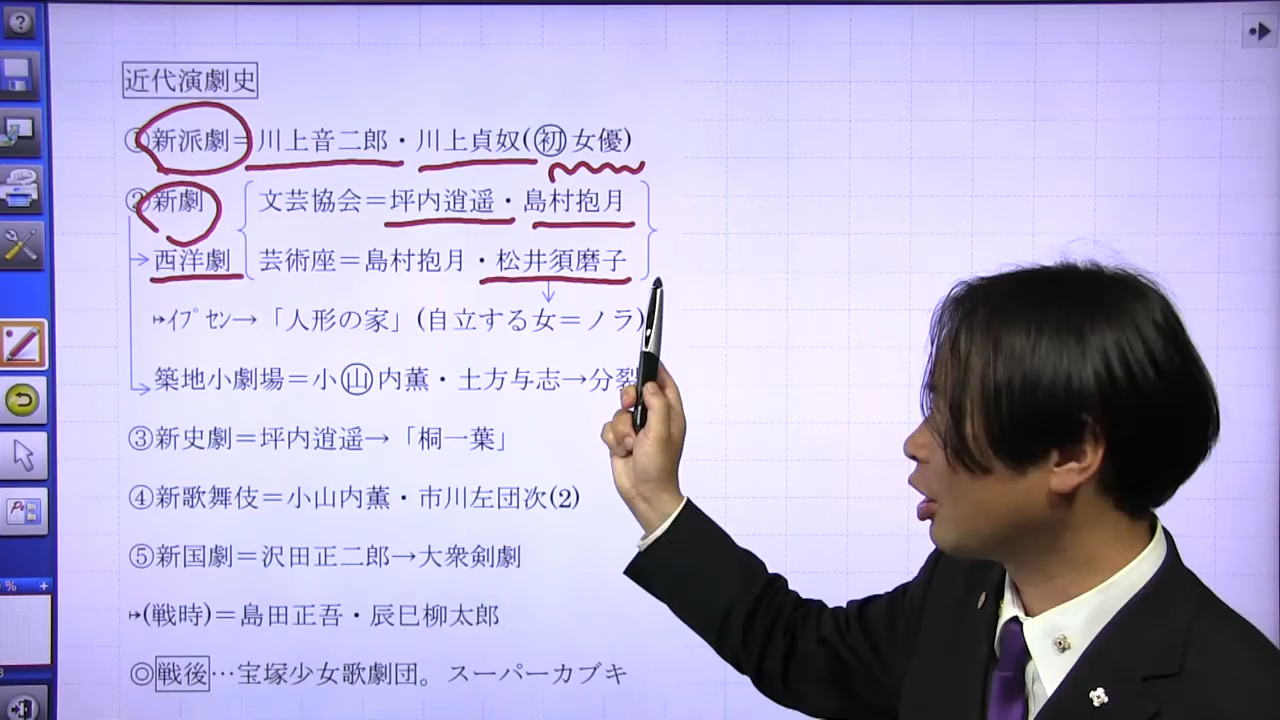 近代演劇史
①新派劇＝川上音二郎・川上貞奴(㊙初女優)
②新劇 文芸協会＝坪内逍遥・島村抱月
西洋劇 芸術座＝島村抱月・松井須磨子
↦ｲﾌﾟｾﾝ→「人形の家」(自立する女＝ノラ)
築地小劇場＝小山内薫・土方与志→分裂
③新史劇＝坪内逍遥→「桐一葉」
④新歌舞伎＝小山内薫・市川左団次(2)
⑤新国劇＝沢田正二郎→大衆剣劇
↦(戦時)＝島田正吾・辰巳柳太郎
◎戦後…宝塚少女歌劇団。スーパーカブキ